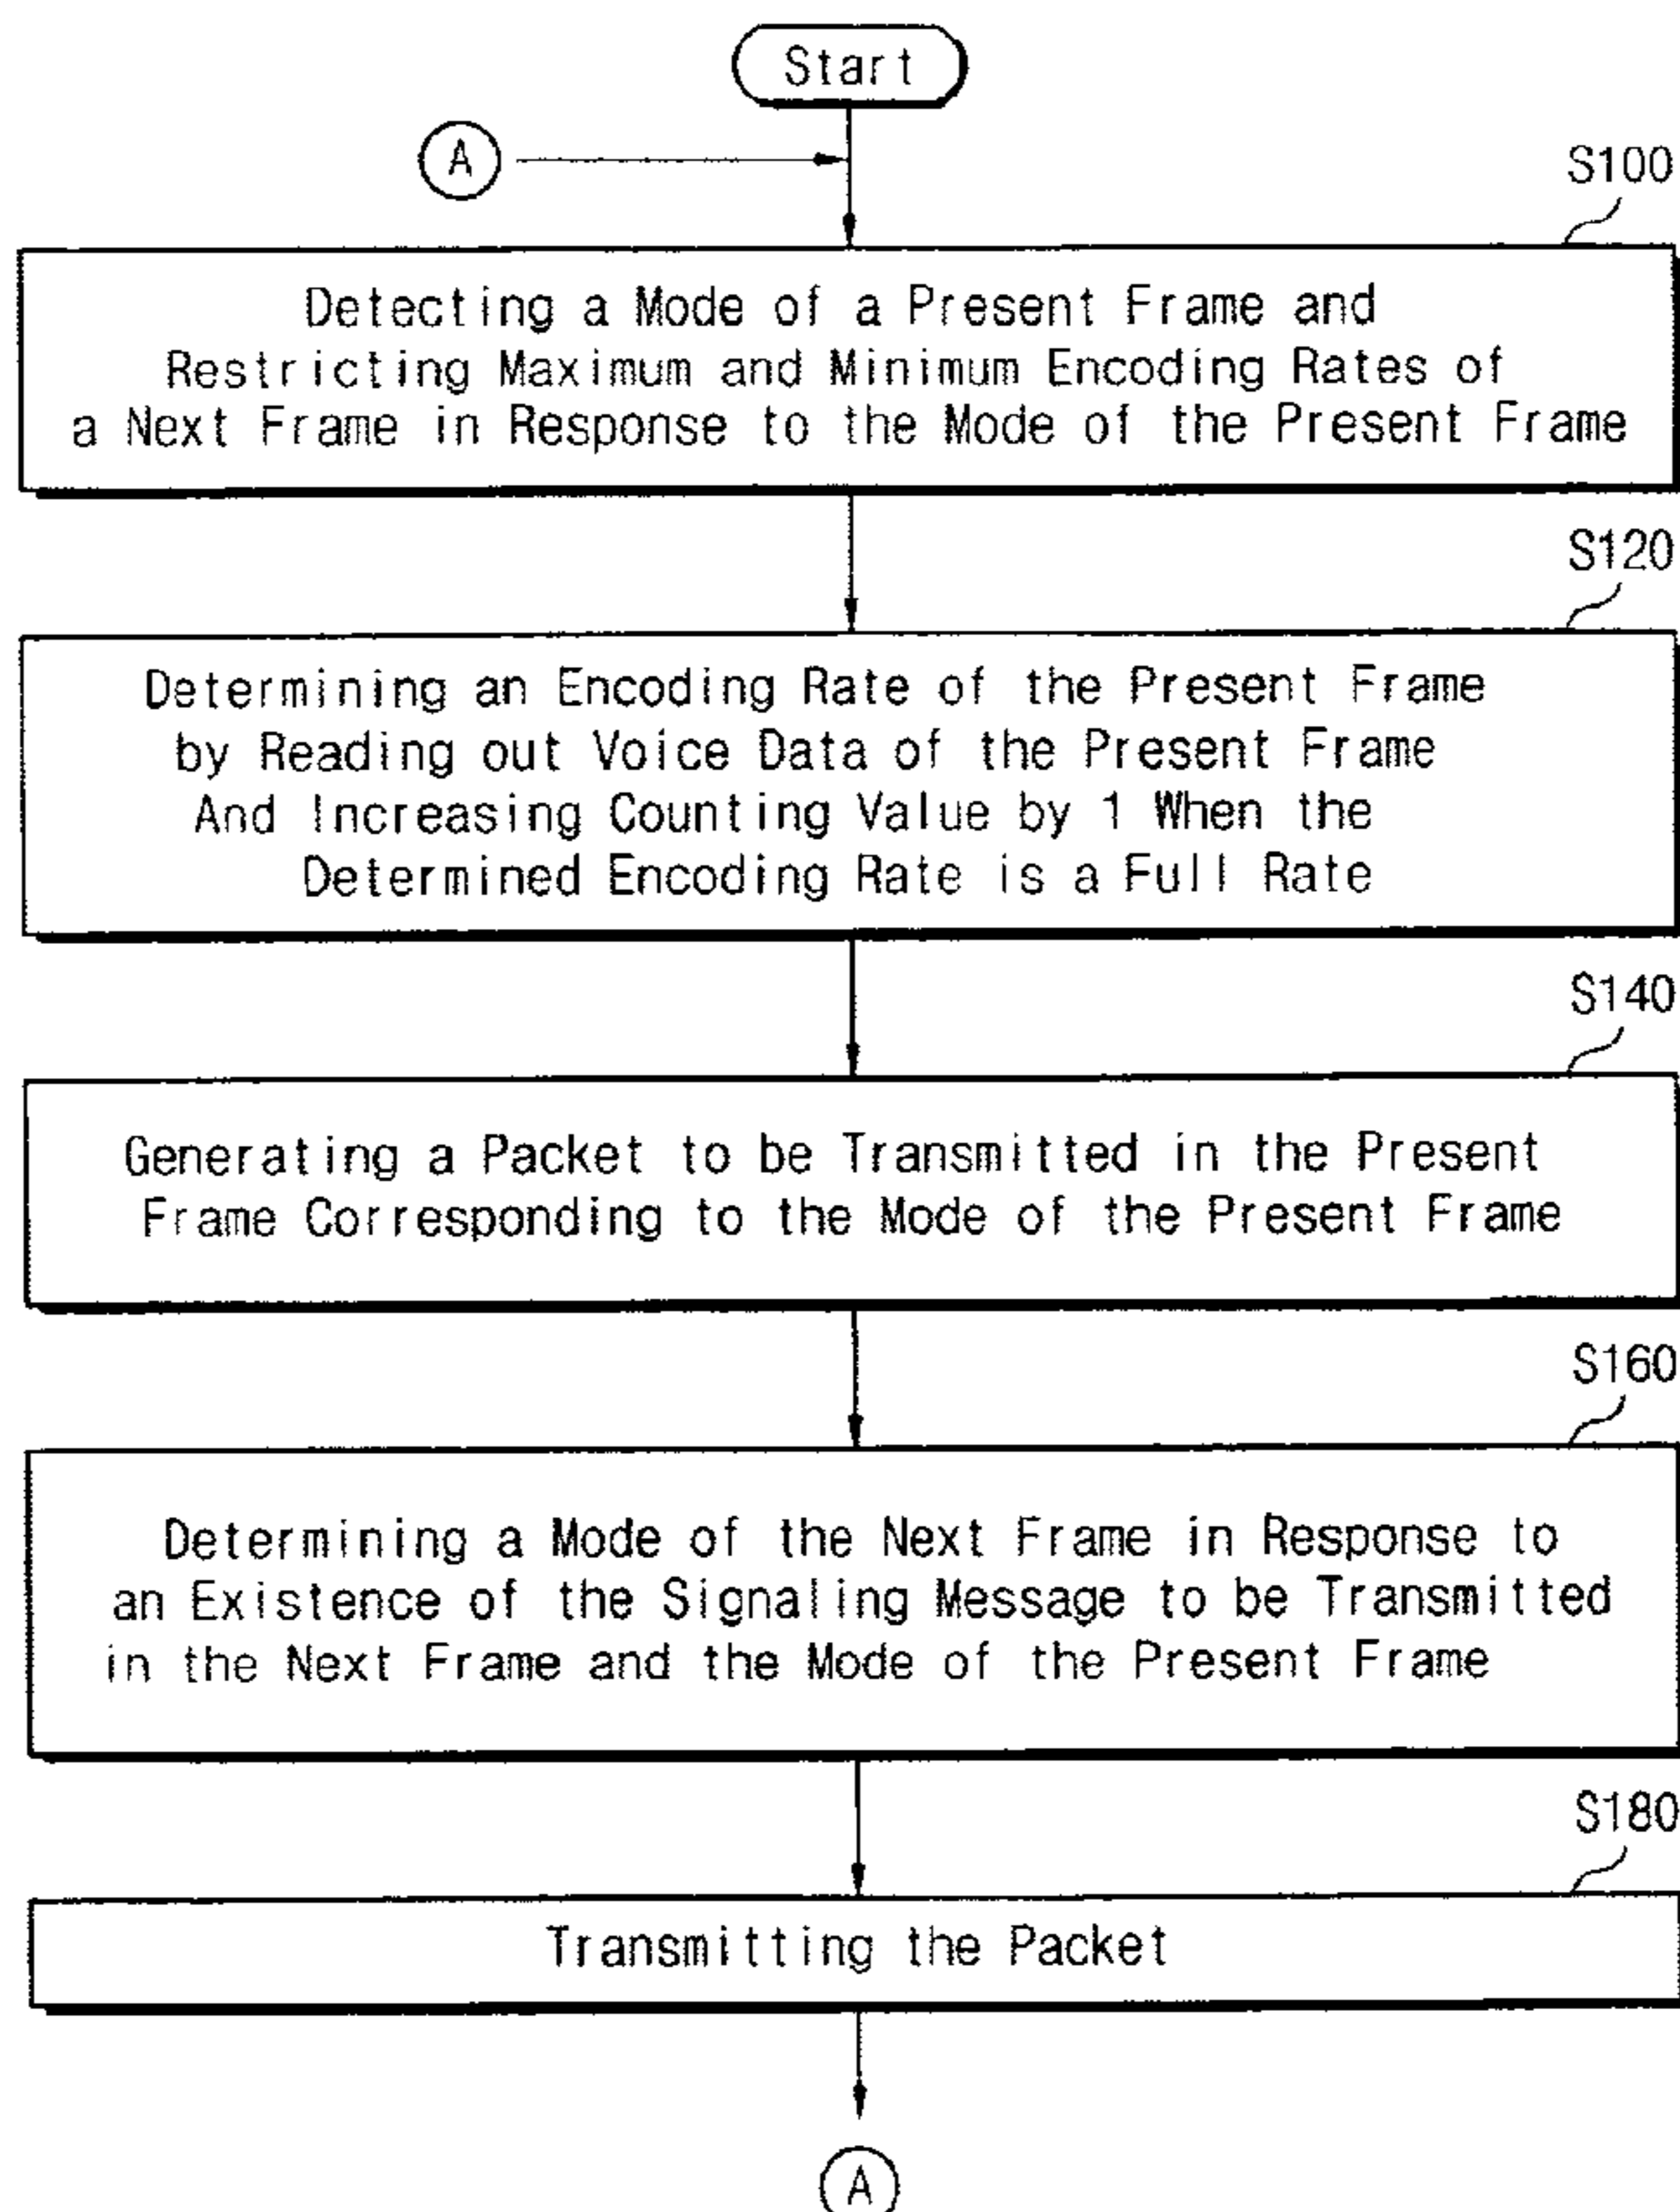 Start
A
S100
Detecting a Mode of a Present Frame and
Restricting Maximum and Minimum Encoding Rates of
a Next Frame in Response to the Mode of the Present Frame
S120
Determining an Encoding Rate of the Present Frame
by Reading out Voice Data of the Present Frame
And Increasing Counting Value by 1 When the
Determined Encoding Rate is a Full Rate
S140
Generating a Packet to be Transmitted in the Present
Frame Corresponding to the Mode of the Present Frame
S160
Determining a Mode of the Next Frame in Response to
an Existence of the Signaling Message to be Transmitted
in the Next Frame and the Mode of the Present Frame
S180
Transmitting the Packet
A